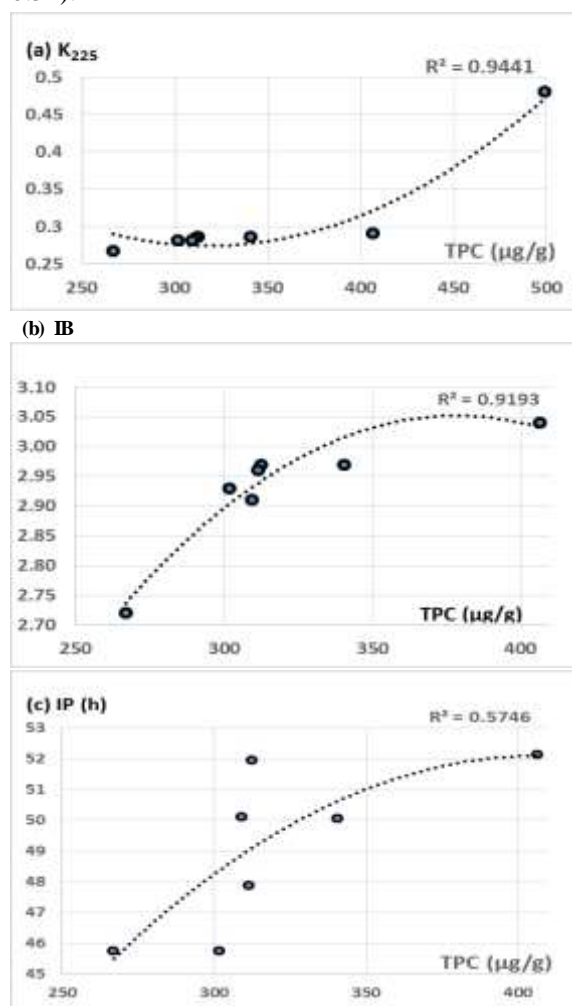 (a) K225
R² = 0.9441
0.5
0.45
0.4
0.35
0.3
0.25
TPC (µg/g)
250 300 350 400 450 500
(b) IB
R² = 0.9193
3.10
3.05
3.00
2.95
2.90
2.85
2.80
2.75
2.70
TPC (µg/g)
250 300 350 400
(c) IP (h)
R² = 0.5746
53
52
51
50
49
48
47
46
45
TPC (µg/g)
250 300 350 400